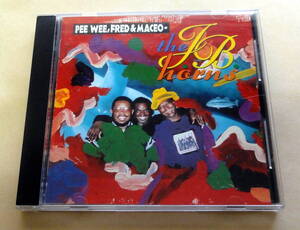 PEE WEE, FRED & MACEO
the JB
horns